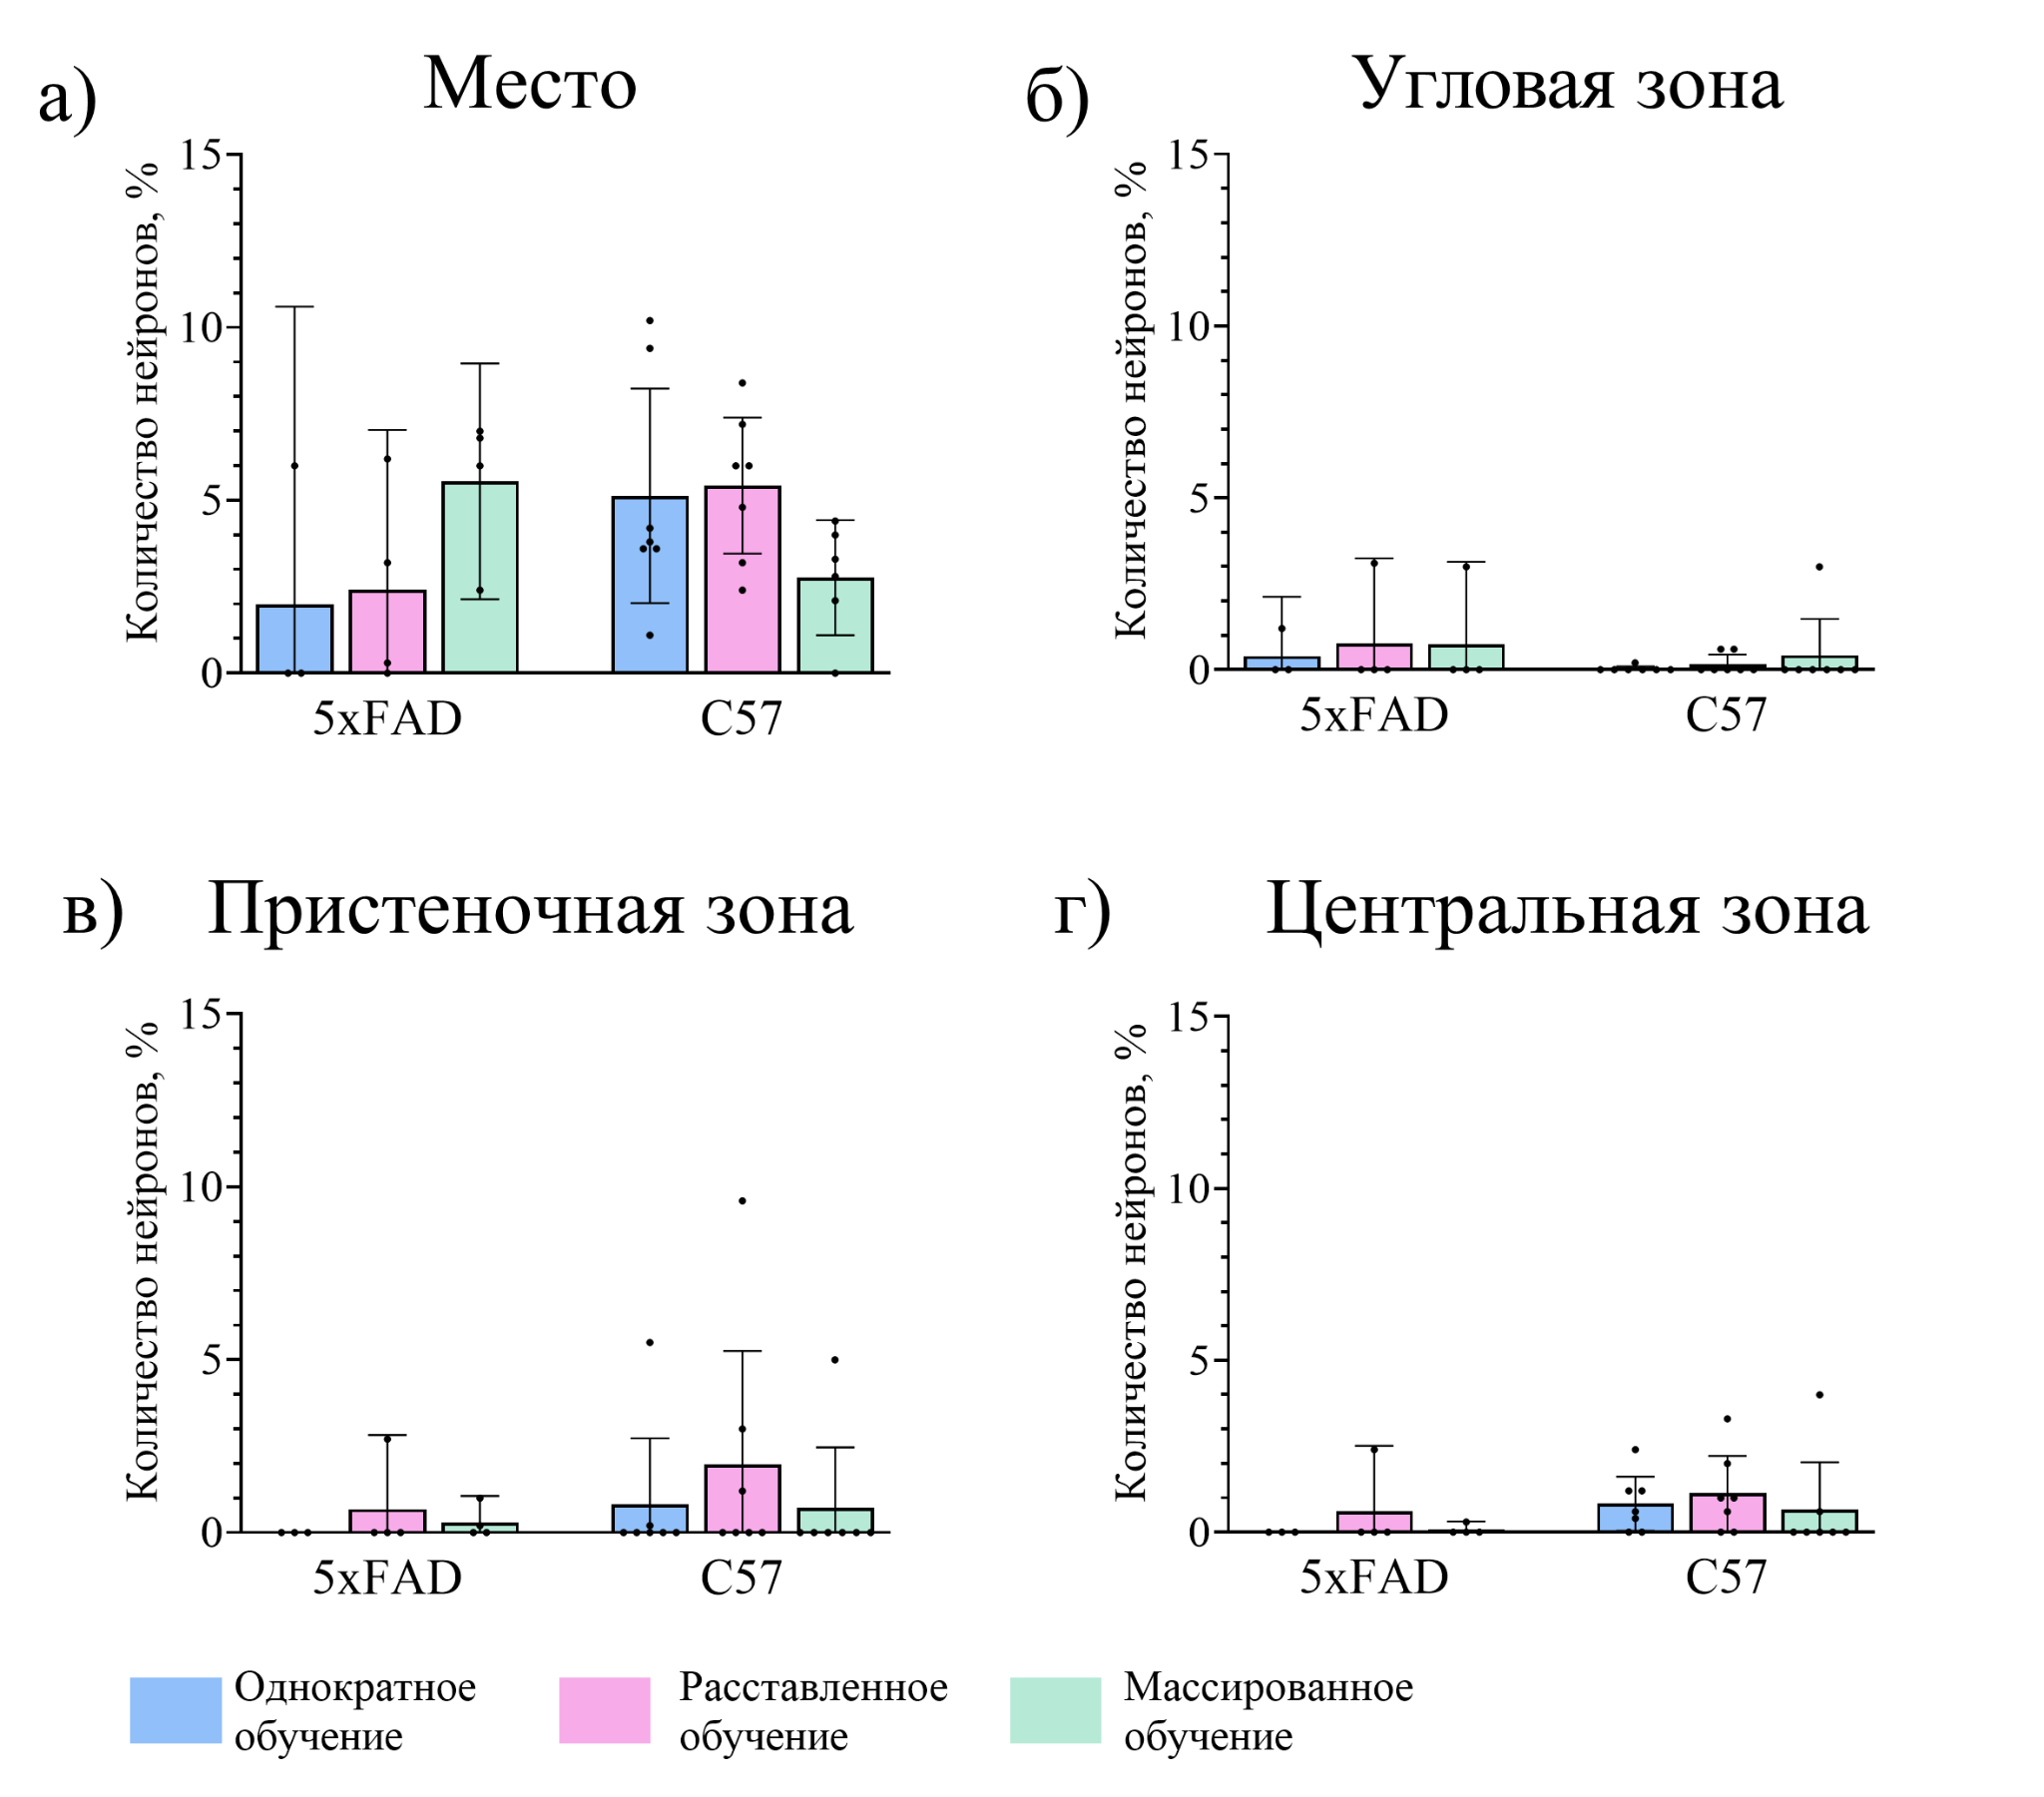 а)
Место
Количество нейронов, %
15
10
5
0
5xFAD
C57
б)
Угловая зона
Количество нейронов, %
15
10
5
0
5xFAD
C57
в)
Пристеночная зона
Количество нейронов, %
15
10
5
0
5xFAD
C57
г)
Центральная зона
Количество нейронов, %
15
10
5
0
5xFAD
C57
Однократное
обучение
Расставленное
обучение
Массированное
обучение